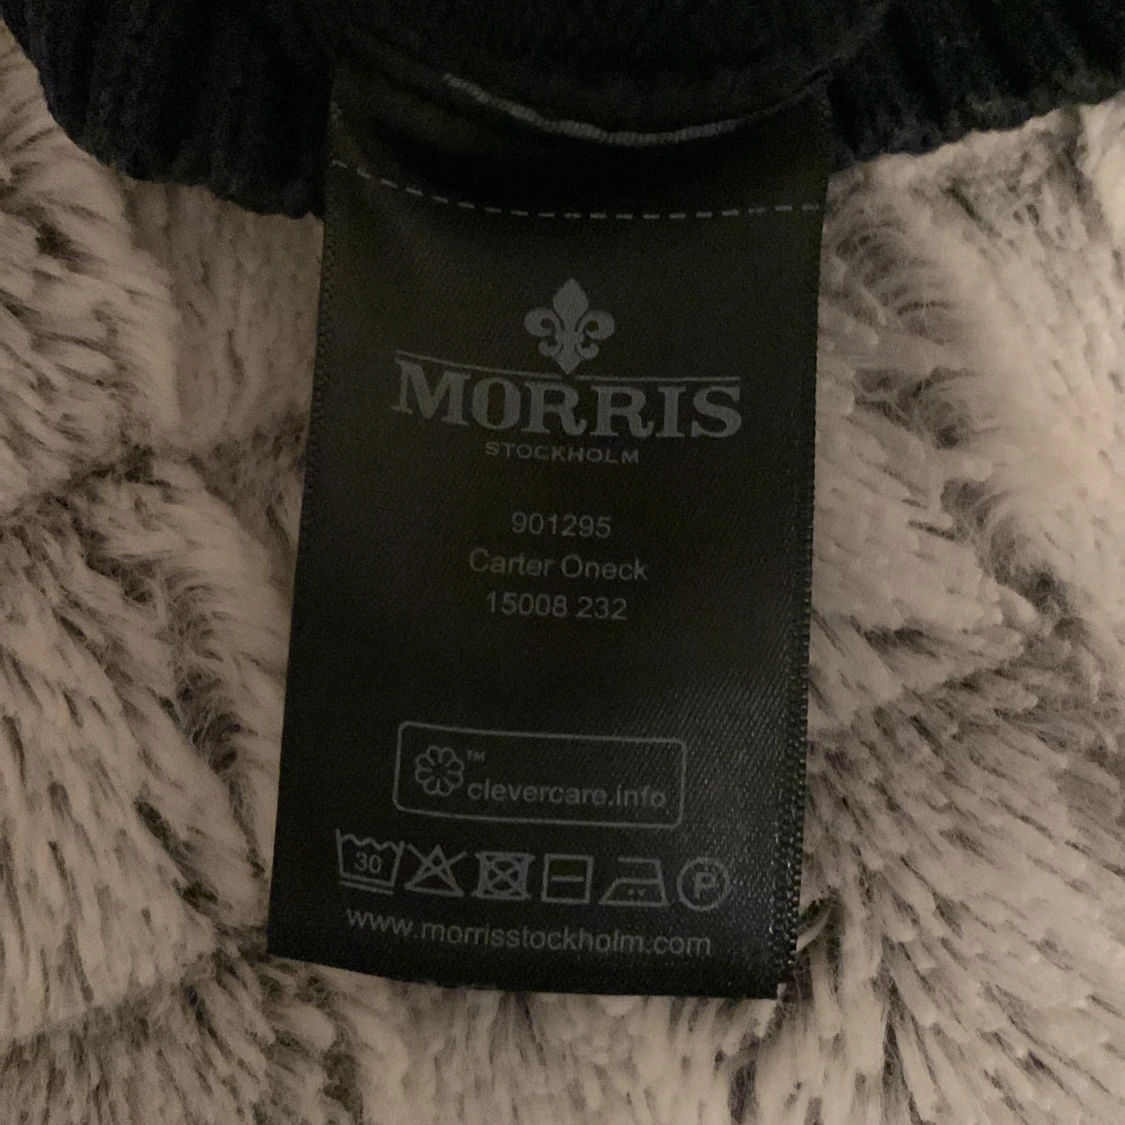 MORRIS
STOCKHOLM
901295
Carter Oneck
15008 232
™
clevercare.info
30
P
www.morrisstockholm.com